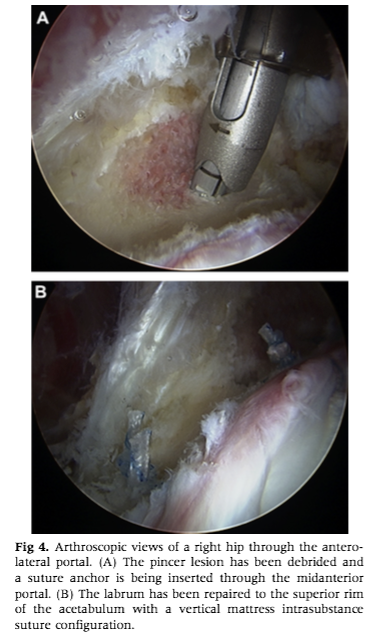 A
B
Fig 4. Arthroscopic views of a right hip through the antero-
lateral portal. (A) The pincer lesion has been debrided and
a suture anchor is being inserted through the midanterior
portal. (B) The labrum has been repaired to the superior rim
of the acetabulum with a vertical mattress intrasubstance
suture configuration.